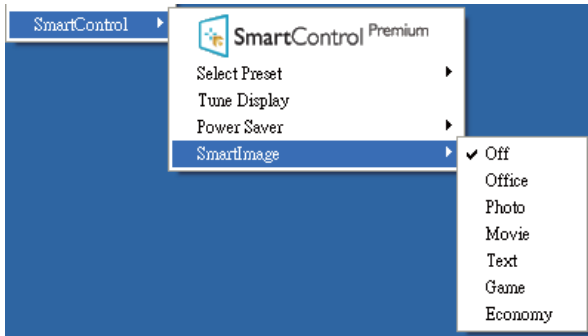 SmartControl
SmartControl Premium
Select Preset
Tune Display
Power Saver
SmartImage
Off
Office
Photo
Movie
Text
Game
Economy